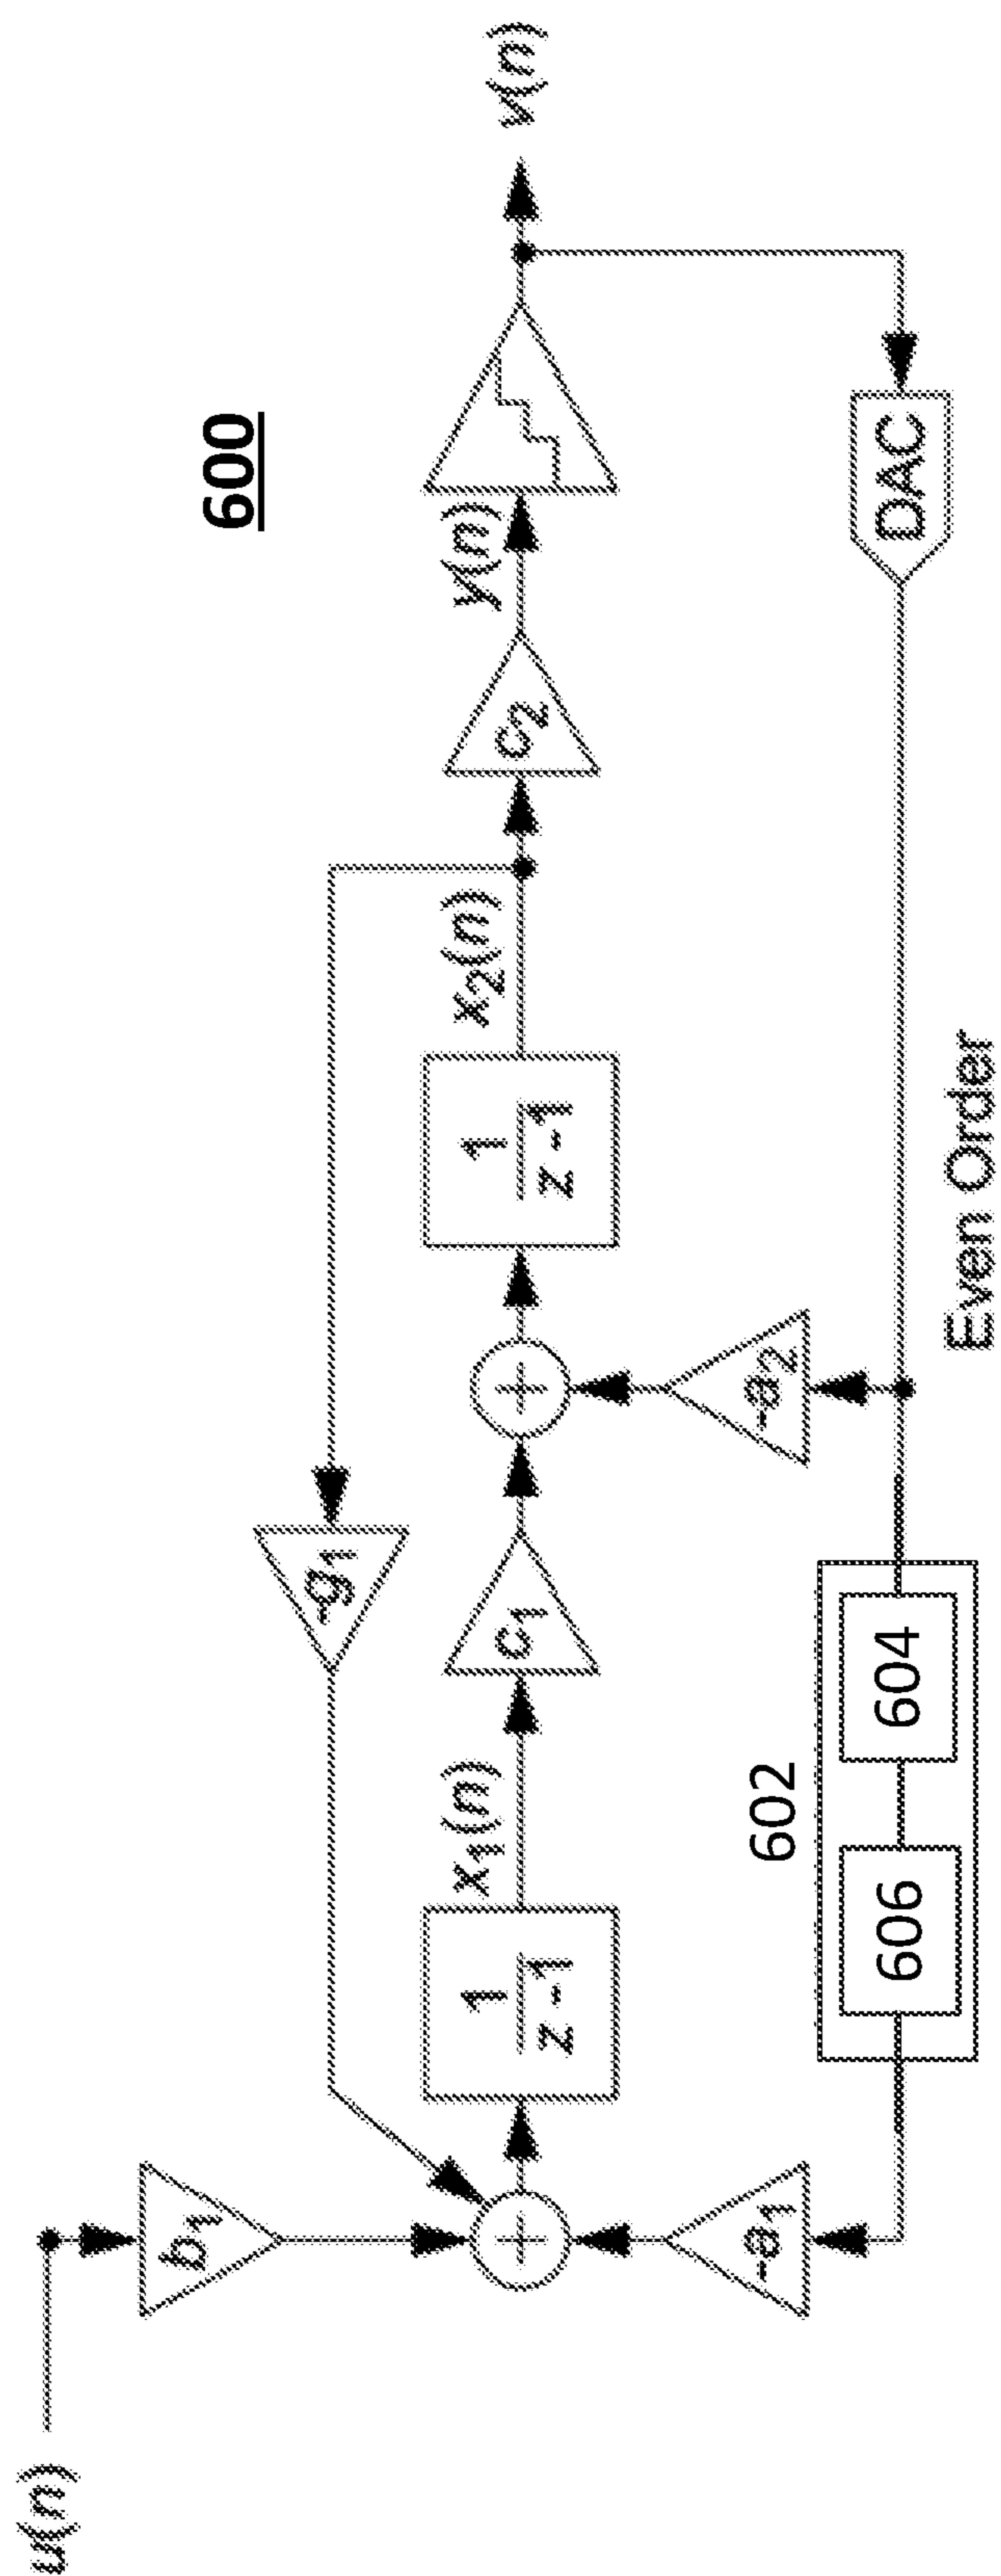 600
u(n)
b₁
-g₁
1
z - 1
x₁(n)
c₁
1
z - 1
x₂(n)
c₂
y(n)
v(n)
-a₁
602
606
604
-a₂
DAC
Even Order